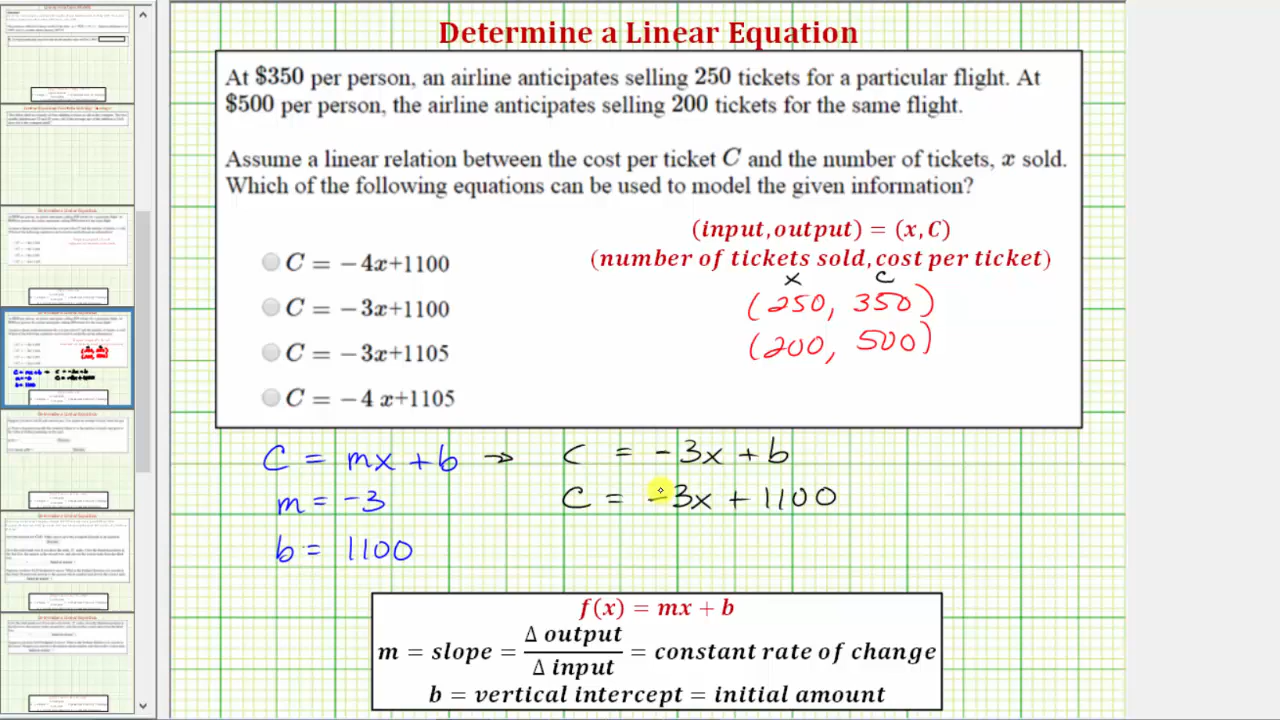 Determine a Linear Equation
At $350 per person, an airline anticipates selling 250 tickets for a particular flight. At
$500 per person, the airline anticipates selling 200 tickets for the same flight.
Assume a linear relation between the cost per ticket C and the number of tickets, x sold.
Which of the following equations can be used to model the given information?
(input, output) = (x, C)
(number of tickets sold, cost per ticket)
x C
(250, 350)
(200, 500)
C = −4x+1100
C = −3x+1100
C = −3x+1105
C = −4 x+1105
C = mx + b → C = -3x + b
m = -3 C = -3x + 1100
b = 1100
f(x) = mx + b
m = slope = Δ output / Δ input = constant rate of change
b = vertical intercept = initial amount